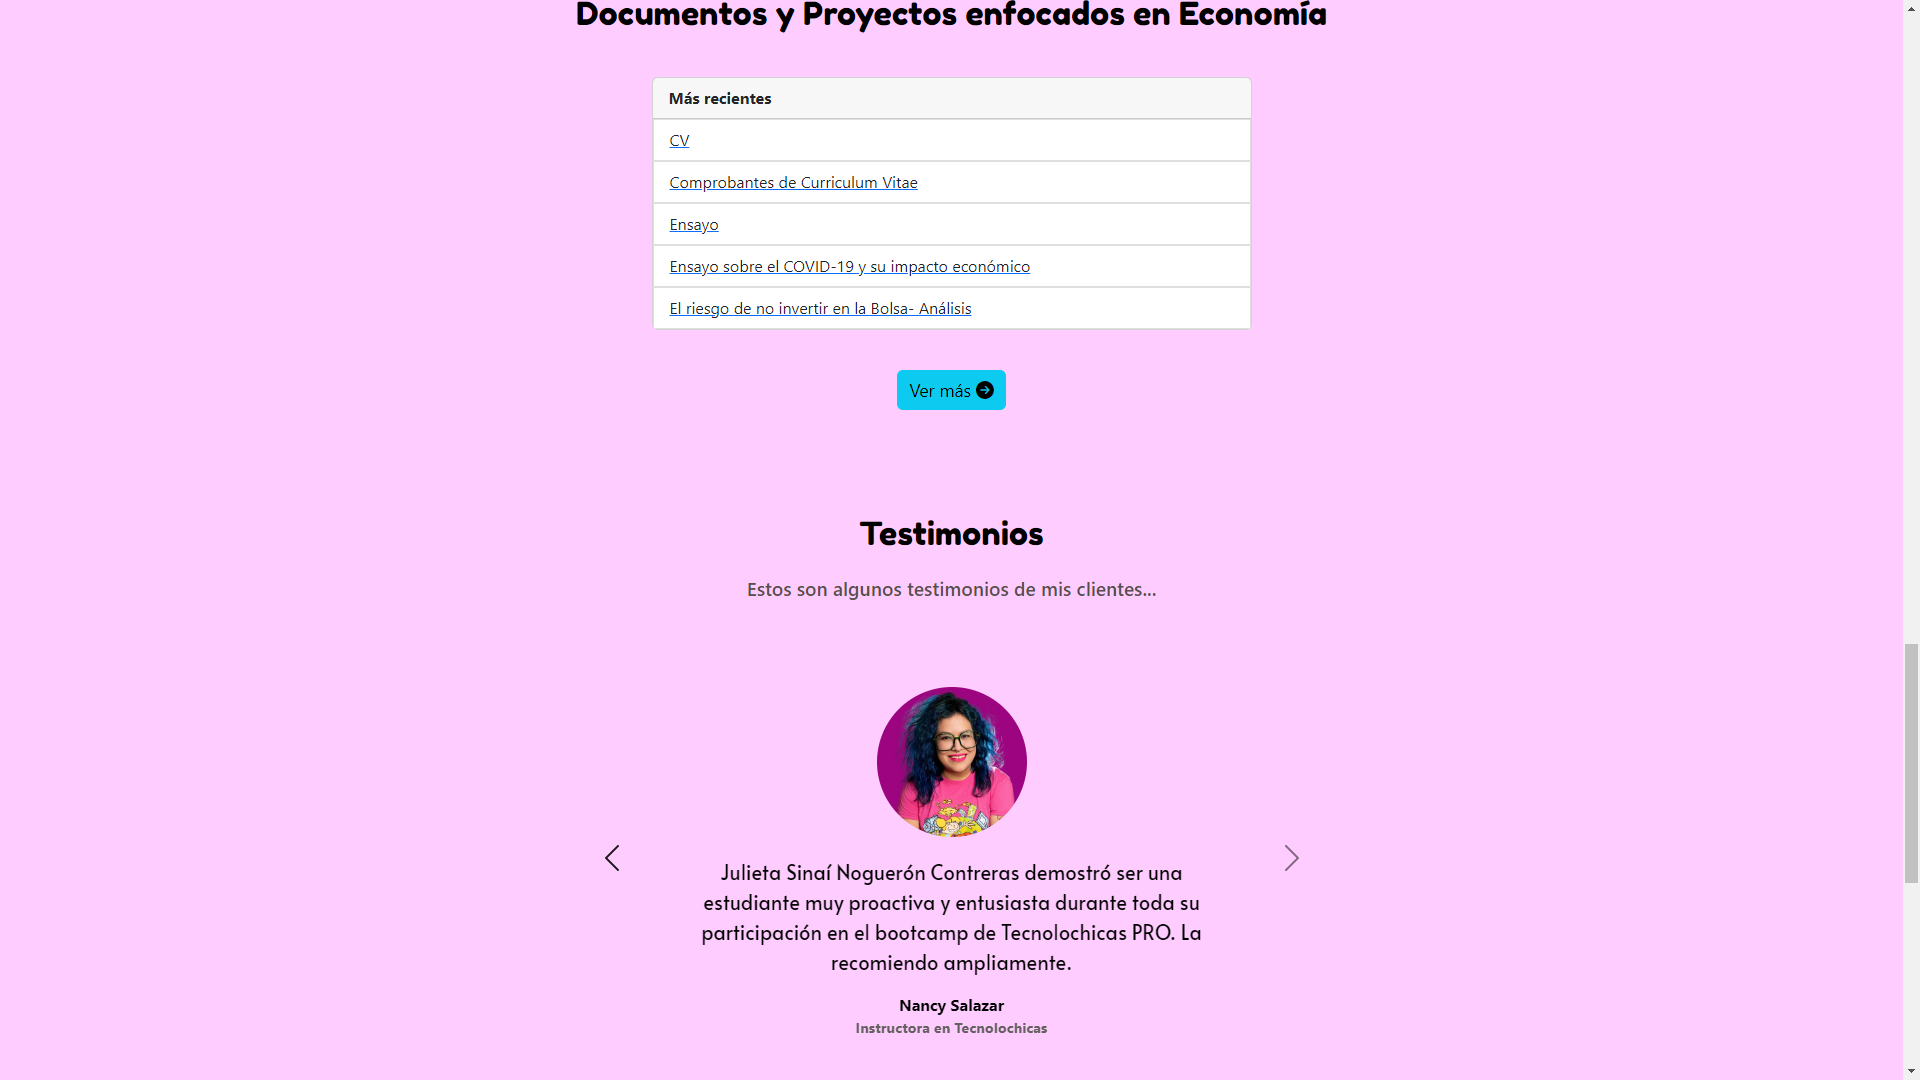 Documentos y Proyectos enfocados en Economía
Más recientes
CV
Comprobantes de Curriculum Vitae
Ensayo
Ensayo sobre el COVID-19 y su impacto económico
El riesgo de no invertir en la Bolsa- Análisis
Ver más
Testimonios
Estos son algunos testimonios de mis clientes...
Julieta Sinaí Noguerón Contreras demostró ser una
estudiante muy proactiva y entusiasta durante toda su
participación en el bootcamp de Tecnolochicas PRO. La
recomiendo ampliamente.
Nancy Salazar
Instructora en Tecnolochicas